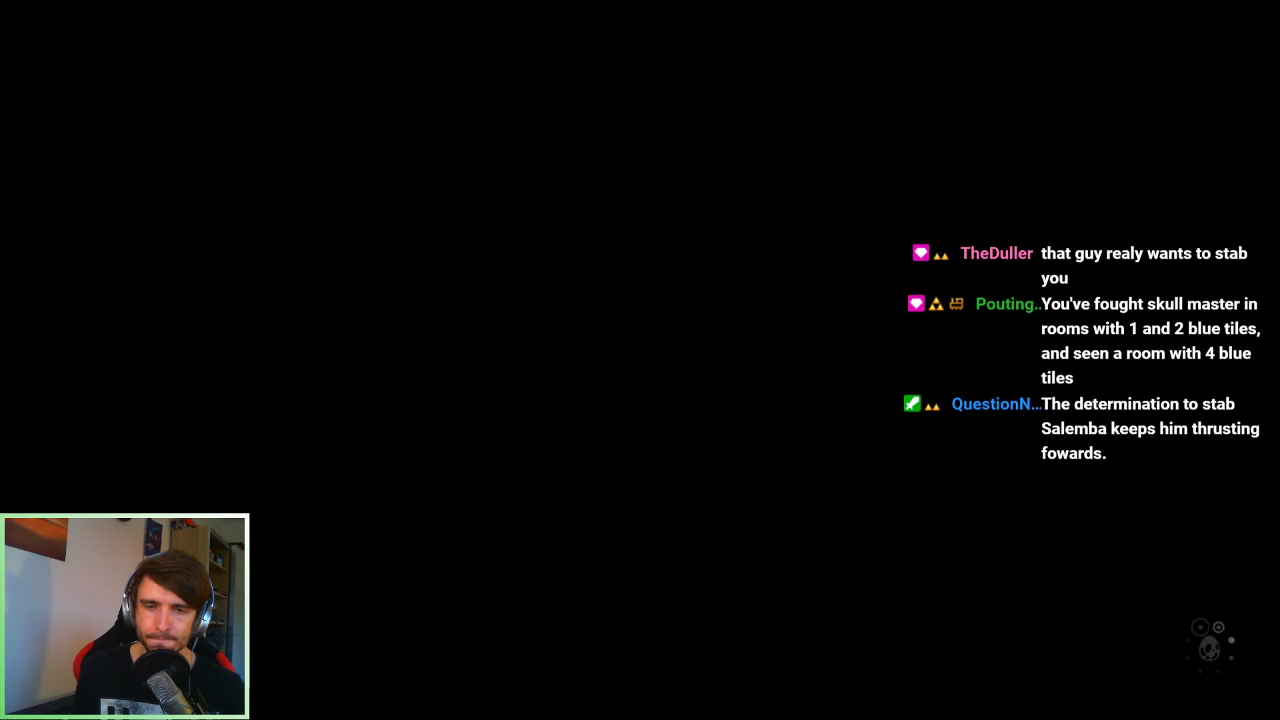 TheDuller that guy realy wants to stab
you
Pouting.. You've fought skull master in
rooms with 1 and 2 blue tiles,
and seen a room with 4 blue
tiles
QuestionN... The determination to stab
Salemba keeps him thrusting
fowards.